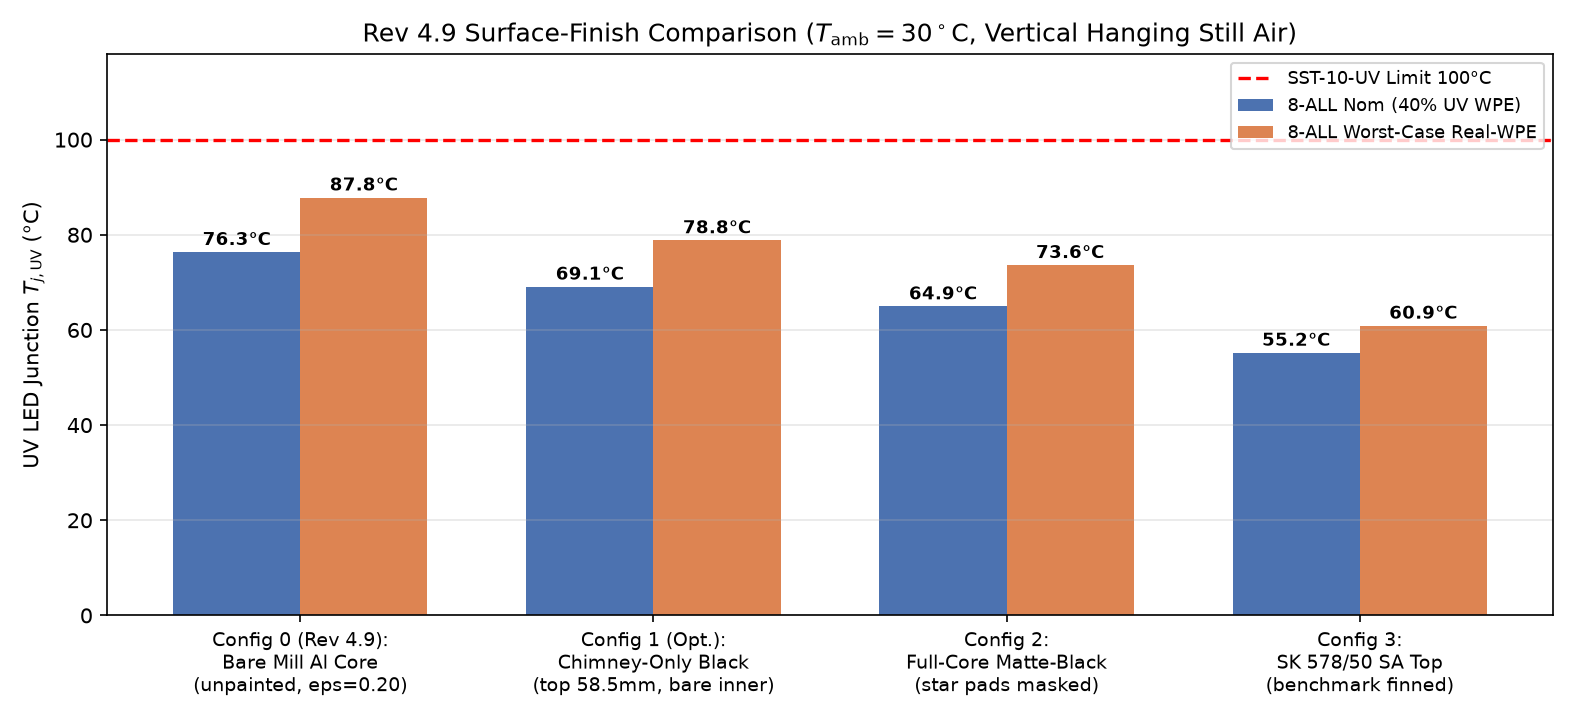 Rev 4.9 Surface-Finish Comparison (T_amb = 30°C, Vertical Hanging Still Air)
UV LED Junction T_j,UV (°C)
100
80
60
40
20
0
SST-10-UV Limit 100°C
8-ALL Nom (40% UV WPE)
8-ALL Worst-Case Real-WPE
76.3°C
87.8°C
69.1°C
78.8°C
64.9°C
73.6°C
55.2°C
60.9°C
Config 0 (Rev 4.9):
Bare Mill Al Core
(unpainted, eps=0.20)
Config 1 (Opt.):
Chimney-Only Black
(top 58.5mm, bare inner)
Config 2:
Full-Core Matte-Black
(star pads masked)
Config 3:
SK 578/50 SA Top
(benchmark finned)